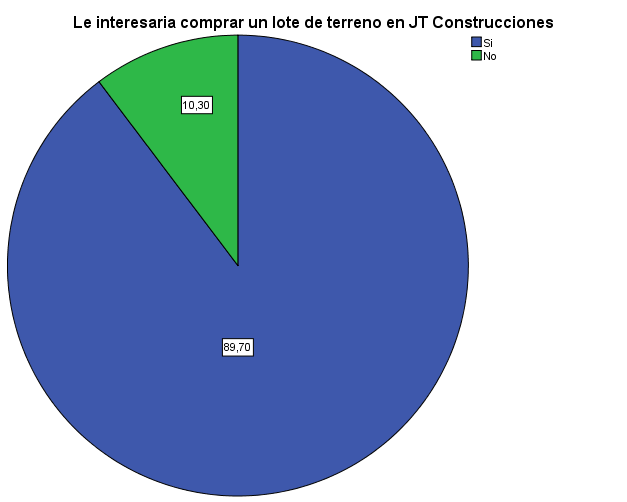 Le interesaria comprar un lote de terreno en JT Construcciones
Si
No
10,30
89,70